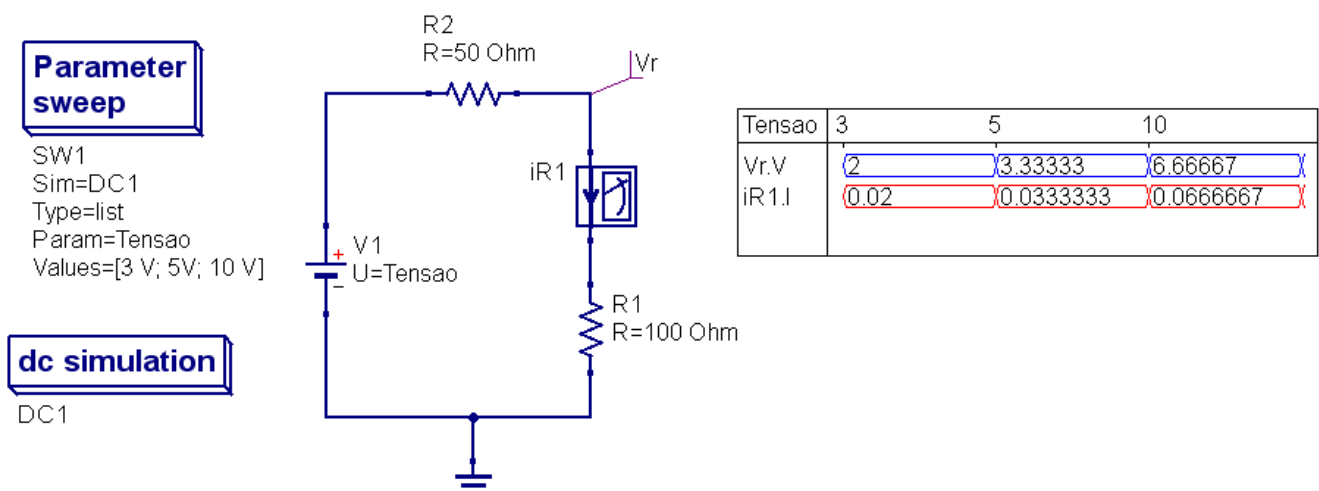 Parameter
sweep
SW1
Sim=DC1
Type=list
Param=Tensao
Values=[3 V; 5V; 10 V]
dc simulation
DC1
R2
R=50 Ohm
Vr
iR1
+
V1
U=Tensao
−
R1
R=100 Ohm
Tensao 3 5 10
Vr.V 2 3.33333 6.66667
iR1.I 0.02 0.0333333 0.0666667